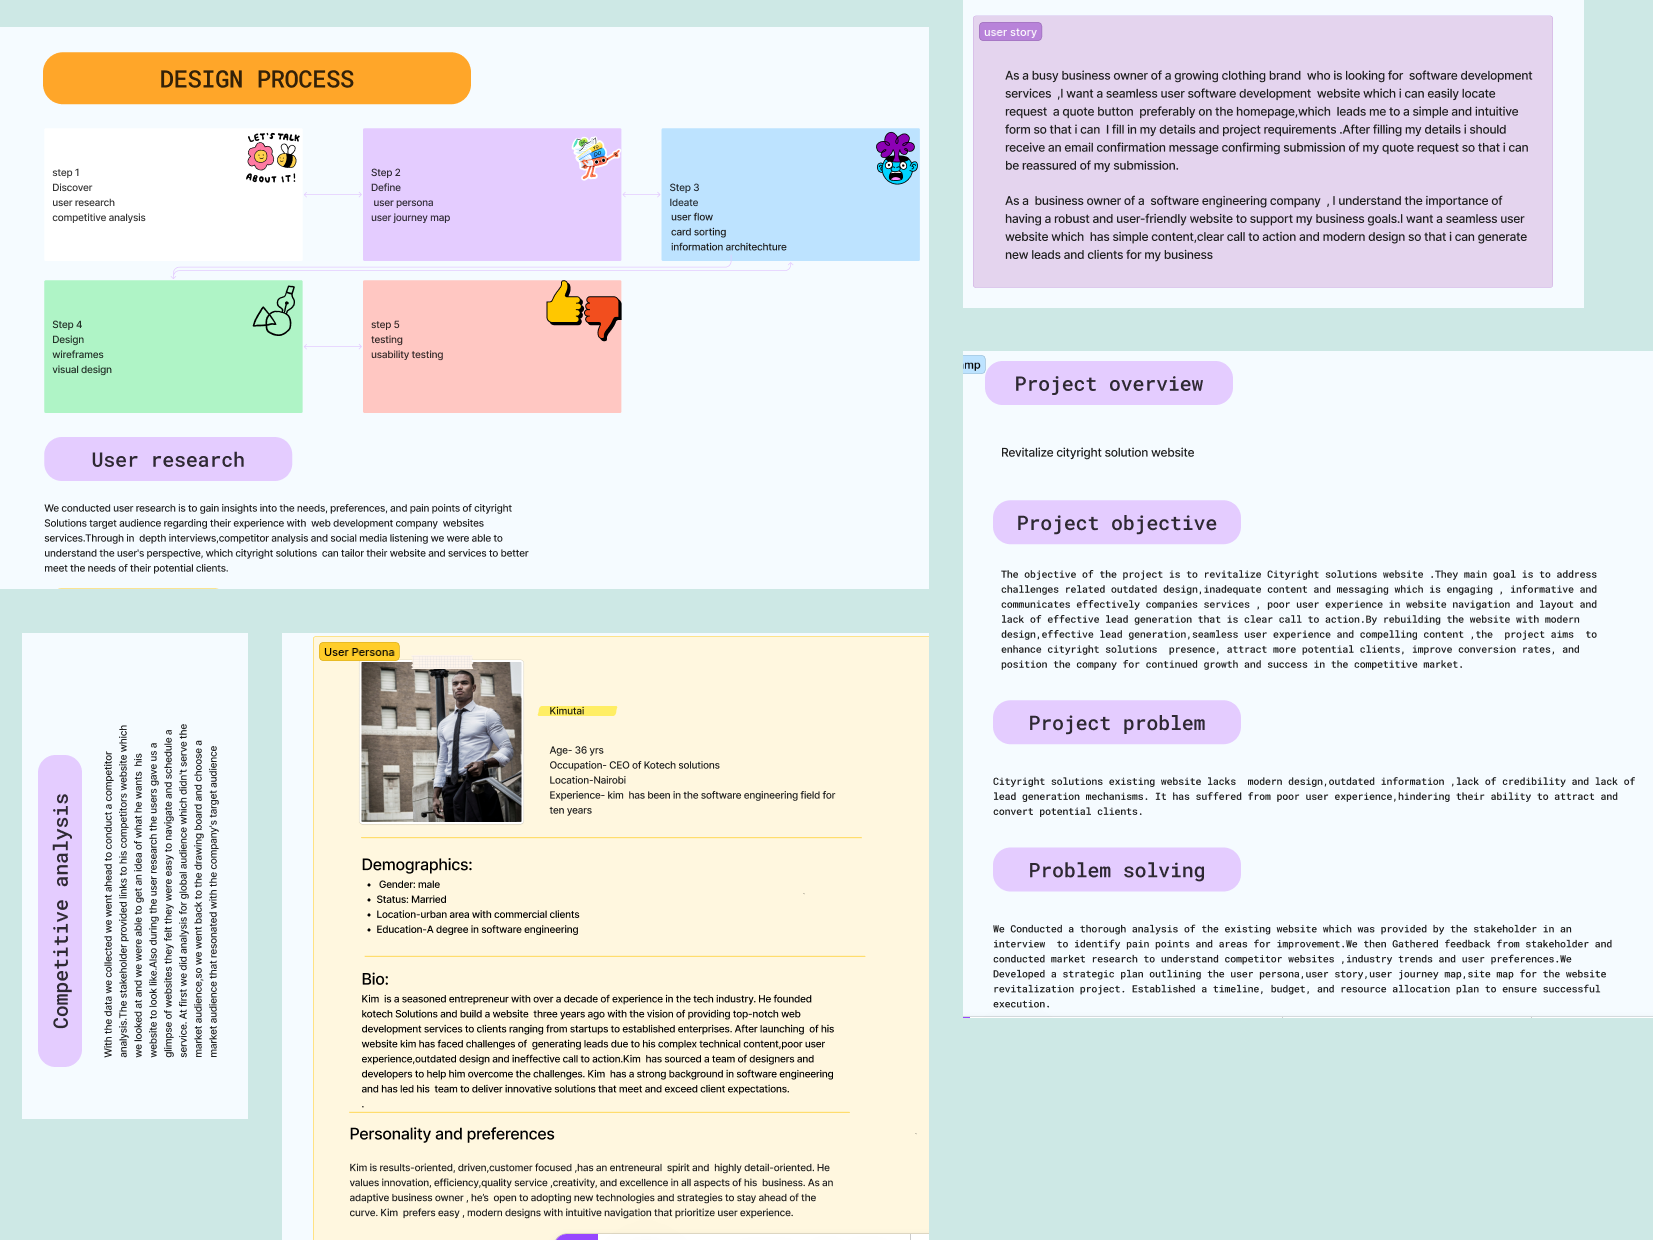 DESIGN PROCESS
LET'S TALK
ABOUT IT!
step 1
Discover
user research
competitive analysis
Step 2
Define
user persona
user journey map
Step 3
Ideate
user flow
card sorting
information architechture
Step 4
Design
wireframes
visual design
step 5
testing
usability testing
User research
We conducted user research is to gain insights into the needs, preferences, and pain points of cityright
Solutions target audience regarding their experience with web development company websites
services.Through in depth interviews,competitor analysis and social media listening we were able to
understand the user's perspective, which cityright solutions can tailor their website and services to better
meet the needs of their potential clients.
Competitive analysis
With the data we collected we went ahead to conduct a competitor
analysis.The stakeholder provided links to his competitors website which
we looked at and we were able to get an idea of what he wants his
website to look like.Also during the user research the users gave us a
glimpse of websites they felt they were easy to navigate and schedule a
service. At first we did analysis for global audience which didn't serve the
market audience,so we went back to the drawing board and choose a
market audience that resonated with the company's target audience
User Persona
Kimutai
Age- 36 yrs
Occupation- CEO of Kotech solutions
Location-Nairobi
Experience- kim has been in the software engineering field for
ten years
Demographics:
• Gender: male
• Status: Married
• Location-urban area with commercial clients
• Education-A degree in software engineering
Bio:
Kim is a seasoned entrepreneur with over a decade of experience in the tech industry. He founded
kotech Solutions and build a website three years ago with the vision of providing top-notch web
development services to clients ranging from startups to established enterprises. After launching of his
website kim has faced challenges of generating leads due to his complex technical content,poor user
experience,outdated design and ineffective call to action.Kim has sourced a team of designers and
developers to help him overcome the challenges. Kim has a strong background in software engineering
and has led his team to deliver innovative solutions that meet and exceed client expectations.
.
Personality and preferences
Kim is results-oriented, driven,customer focused ,has an entreneural spirit and highly detail-oriented. He
values innovation, efficiency,quality service ,creativity, and excellence in all aspects of his business. As an
adaptive business owner , he's open to adopting new technologies and strategies to stay ahead of the
curve. Kim prefers easy , modern designs with intuitive navigation that prioritize user experience.
user story
As a busy business owner of a growing clothing brand who is looking for software development
services ,I want a seamless user software development website which i can easily locate
request a quote button preferably on the homepage,which leads me to a simple and intuitive
form so that i can I fill in my details and project requirements .After filling my details i should
receive an email confirmation message confirming submission of my quote request so that i can
be reassured of my submission.
As a business owner of a software engineering company , I understand the importance of
having a robust and user-friendly website to support my business goals.I want a seamless user
website which has simple content,clear call to action and modern design so that i can generate
new leads and clients for my business
Project overview
Revitalize cityright solution website
Project objective
The objective of the project is to revitalize Cityright solutions website .They main goal is to address
challenges related outdated design,inadequate content and messaging which is engaging , informative and
communicates effectively companies services , poor user experience in website navigation and layout and
lack of effective lead generation that is clear call to action.By rebuilding the website with modern
design,effective lead generation,seamless user experience and compelling content ,the project aims to
enhance cityright solutions presence, attract more potential clients, improve conversion rates, and
position the company for continued growth and success in the competitive market.
Project problem
Cityright solutions existing website lacks modern design,outdated information ,lack of credibility and lack of
lead generation mechanisms. It has suffered from poor user experience,hindering their ability to attract and
convert potential clients.
Problem solving
We Conducted a thorough analysis of the existing website which was provided by the stakeholder in an
interview to identify pain points and areas for improvement.We then Gathered feedback from stakeholder and
conducted market research to understand competitor websites ,industry trends and user preferences.We
Developed a strategic plan outlining the user persona,user story,user journey map,site map for the website
revitalization project. Established a timeline, budget, and resource allocation plan to ensure successful
execution.